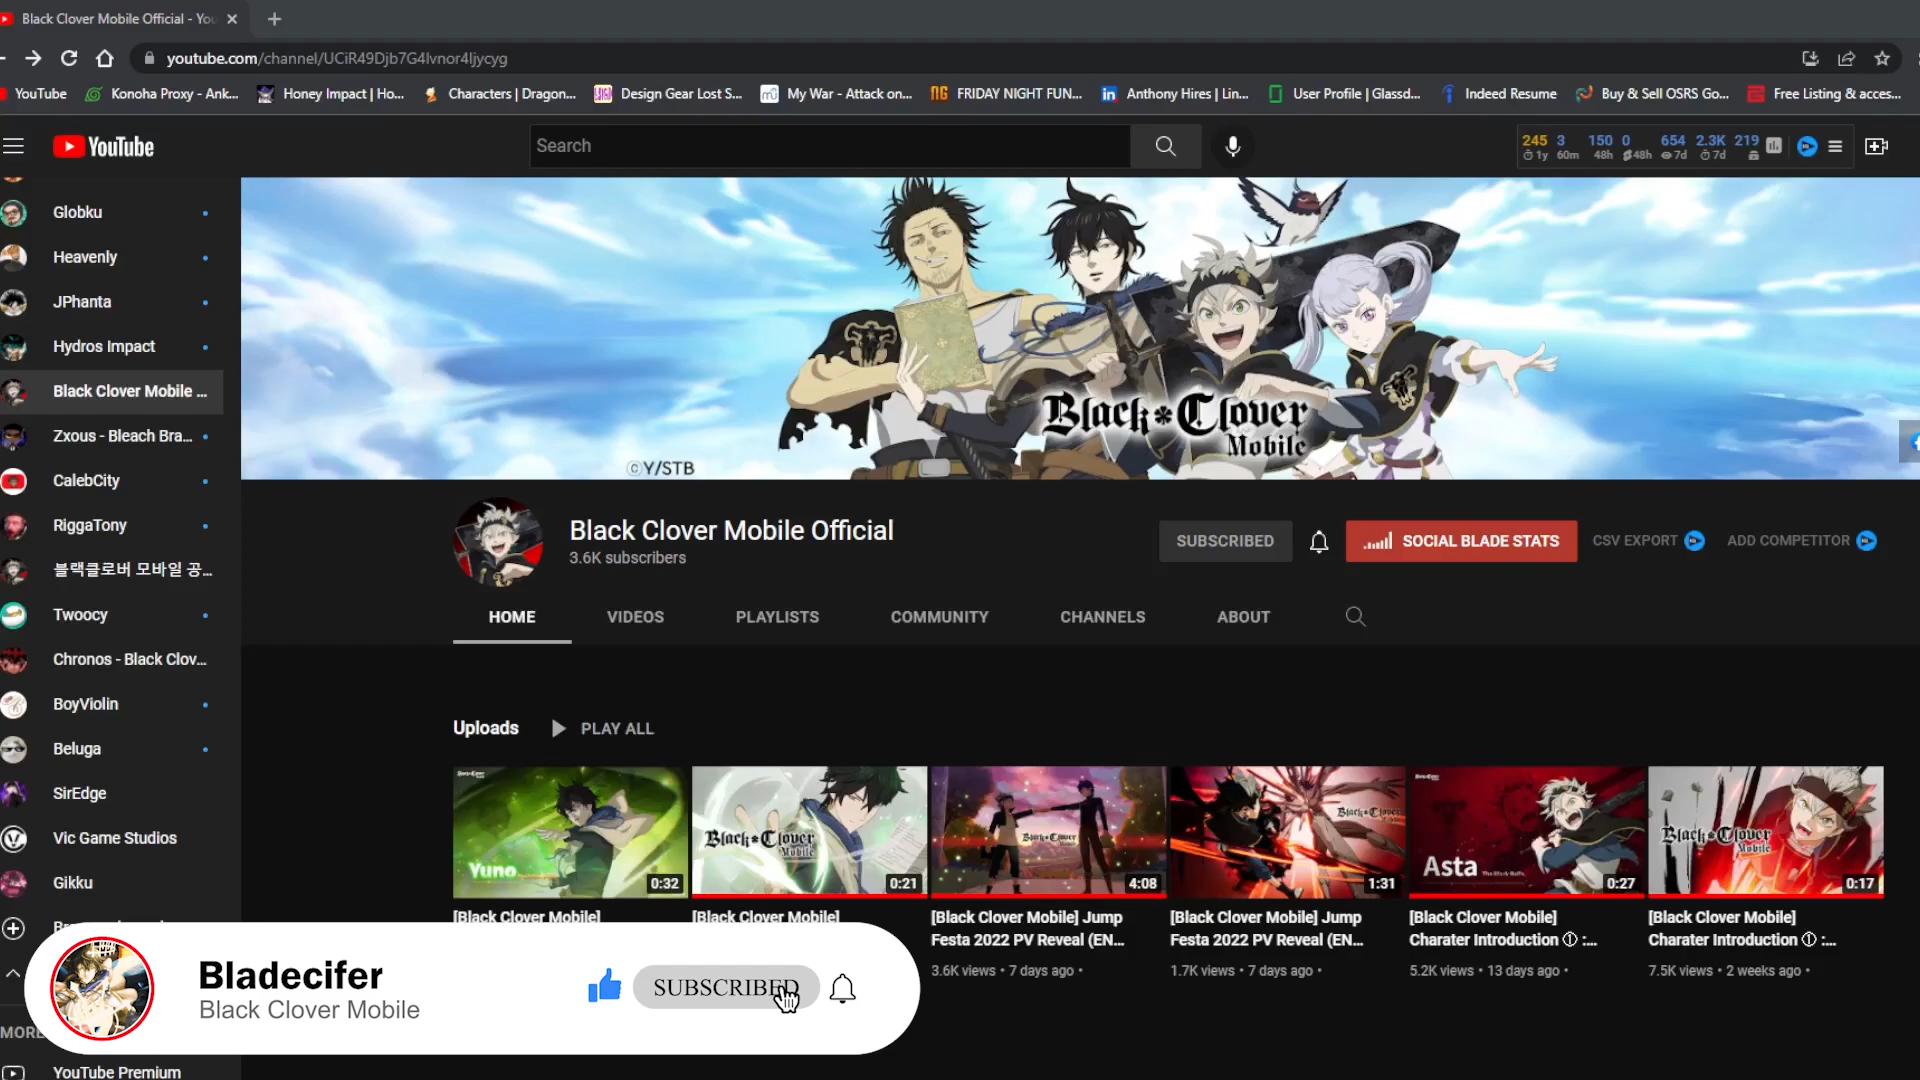 Black Clover Mobile Official - You
youtube.com/channel/UCiR49Djb7G4lvnor4ljycyg
YouTube
Konoha Proxy - Ank...
Honey Impact | Ho...
Characters | Dragon...
Design Gear Lost S...
My War - Attack on...
FRIDAY NIGHT FUN...
Anthony Hires | Lin...
User Profile | Glassd...
Indeed Resume
Buy & Sell OSRS Go...
Free Listing & acces...
YouTube
Search
245 3 150 0 654 2.3K 219
1y 60m 48h 48h 7d 7d
Globku
Heavenly
JPhanta
Hydros Impact
Black Clover Mobile ...
Zxous - Bleach Bra...
CalebCity
RiggaTony
블랙클로버 모바일 공...
Twoocy
Chronos - Black Clov...
BoyViolin
Beluga
SirEdge
Vic Game Studios
Gikku
MORE
YouTube Premium
Black Clover
Mobile
©Y/STB
Black Clover Mobile Official
3.6K subscribers
SUBSCRIBED
SOCIAL BLADE STATS
CSV EXPORT
ADD COMPETITOR
HOME
VIDEOS
PLAYLISTS
COMMUNITY
CHANNELS
ABOUT
Uploads
PLAY ALL
Yuno
0:32
[Black Clover Mobile]
Black Clover
Mobile
0:21
[Black Clover Mobile]
Black Clover
4:08
[Black Clover Mobile] Jump
Festa 2022 PV Reveal (EN...
3.6K views • 7 days ago •
Black Clover
Mobile
1:31
[Black Clover Mobile] Jump
Festa 2022 PV Reveal (EN...
1.7K views • 7 days ago •
Asta The Black Bulls
0:27
[Black Clover Mobile]
Charater Introduction ① :...
5.2K views • 13 days ago •
Black Clover
Mobile
0:17
[Black Clover Mobile]
Charater Introduction ① :...
7.5K views • 2 weeks ago •
Bladecifer
Black Clover Mobile
SUBSCRIBED